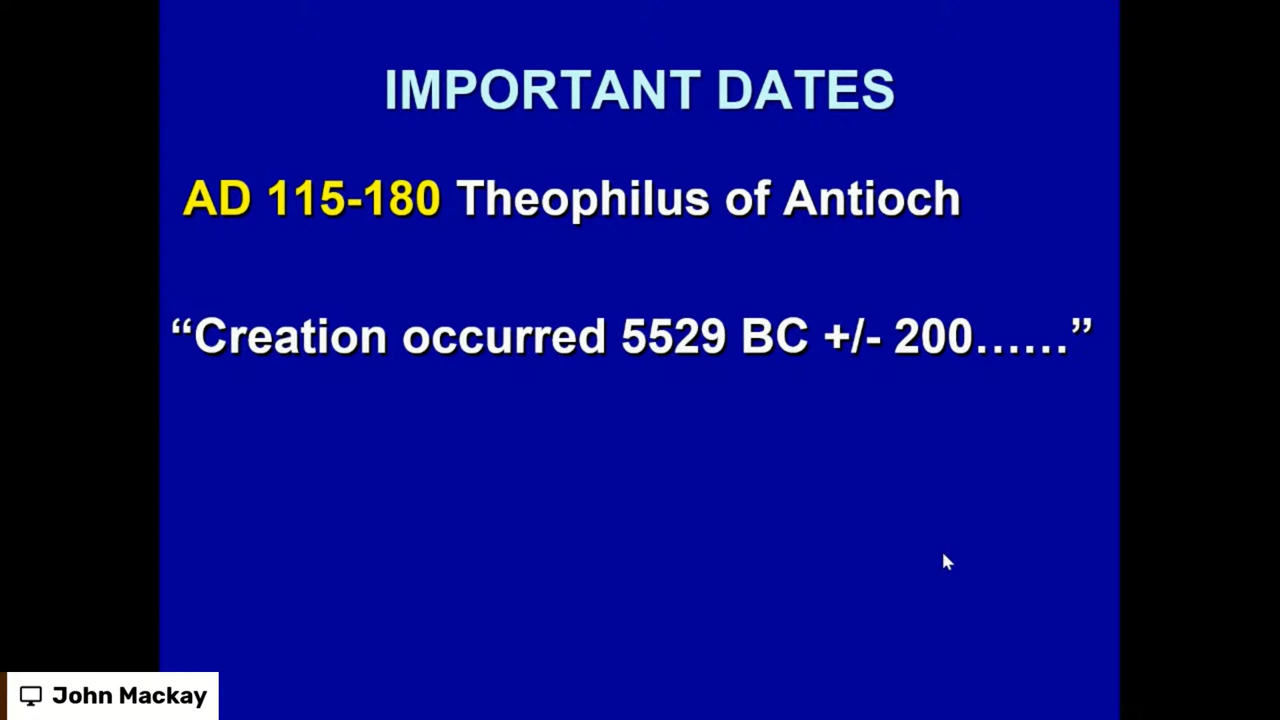 IMPORTANT DATES
AD 115-180 Theophilus of Antioch
“Creation occurred 5529 BC +/- 200……”
John Mackay